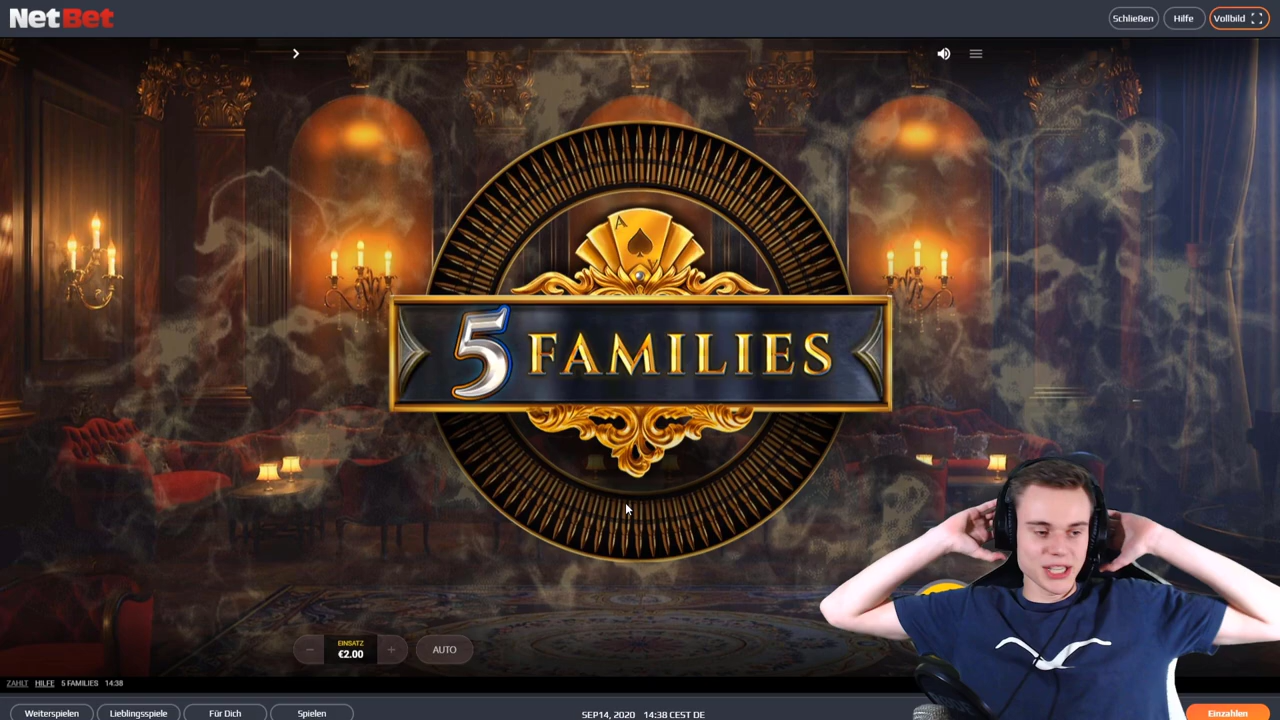 NetBet
Schließen Hilfe Vollbild
A
A
5 FAMILIES
EINSATZ
€2.00
AUTO
ZAHLT HILFE 5 FAMILIES 14:38
Weiterspielen Lieblingsspiele Für Dich Spielen SEP14, 2020 14:38 CEST DE Einzahlen